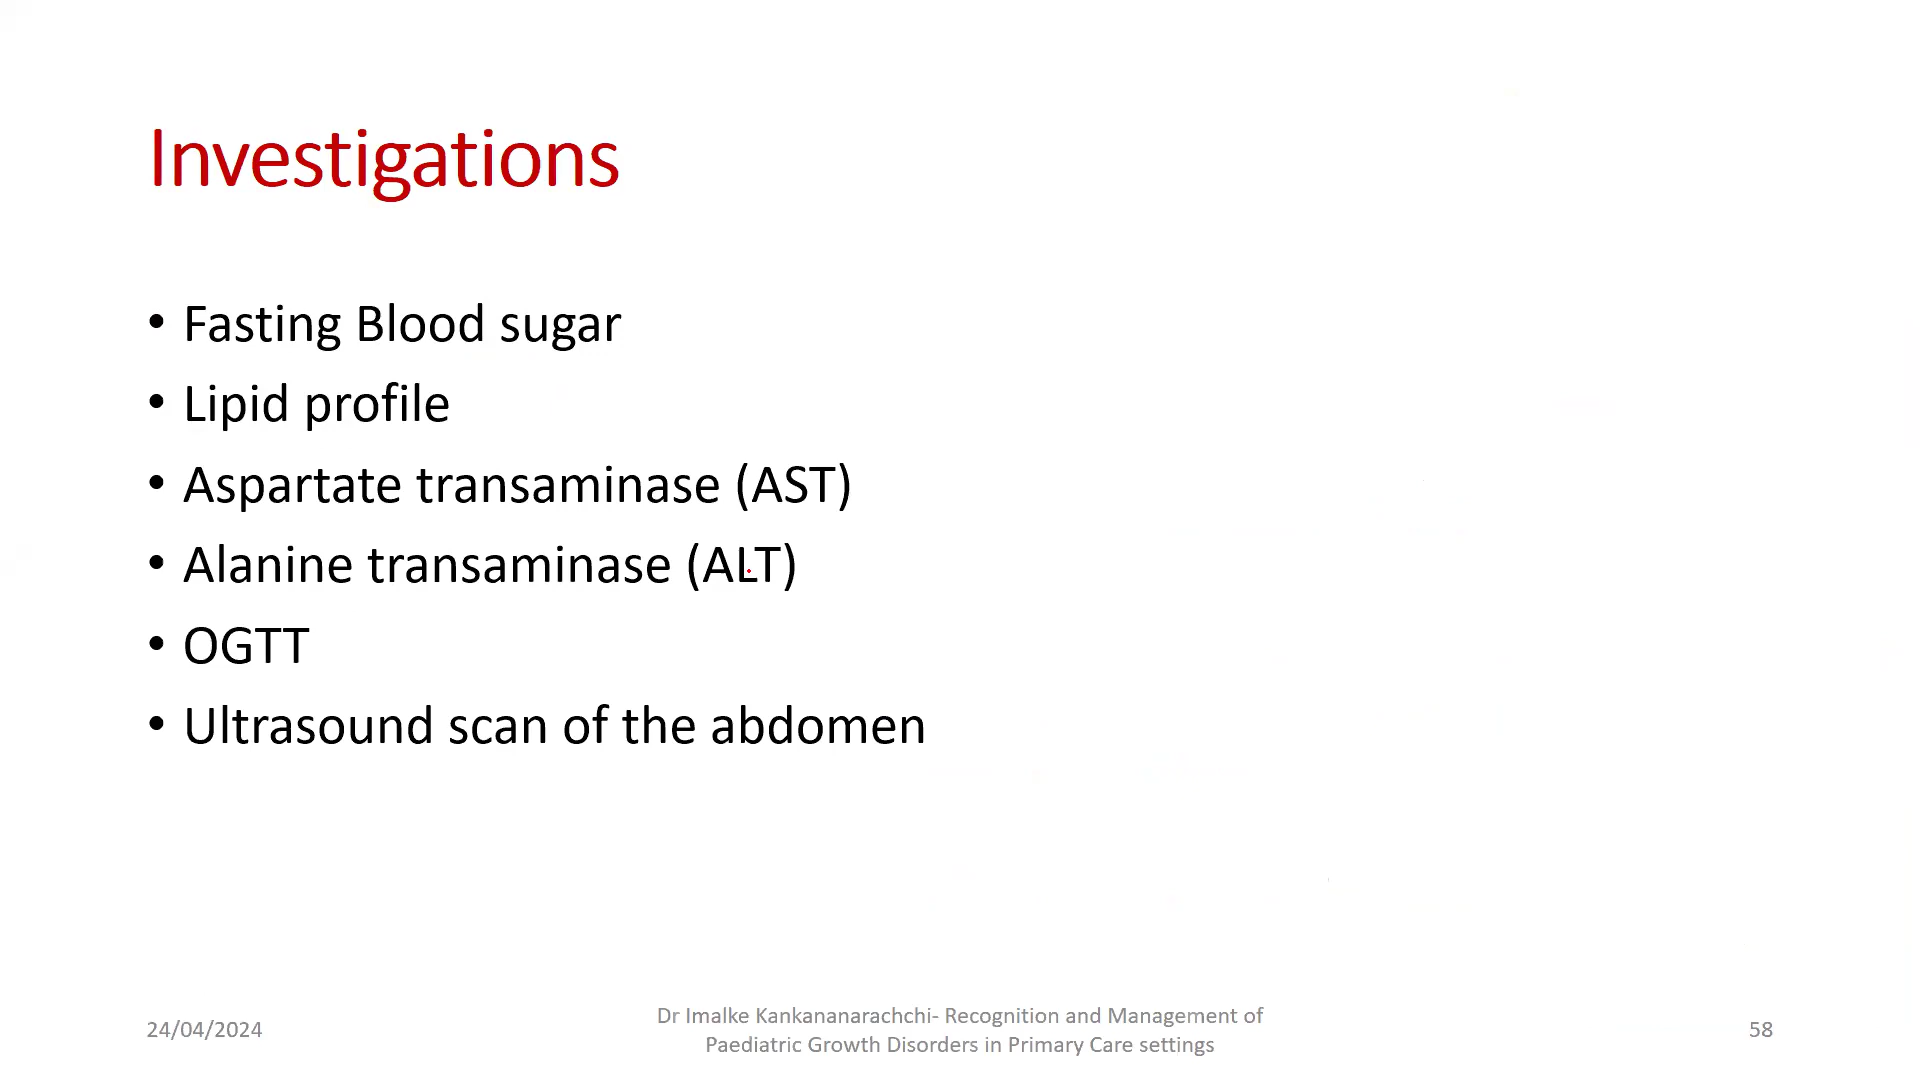 Investigations
• Fasting Blood sugar
• Lipid profile
• Aspartate transaminase (AST)
• Alanine transaminase (ALT)
• OGTT
• Ultrasound scan of the abdomen
24/04/2024
Dr Imalke Kankananarachchi- Recognition and Management of
Paediatric Growth Disorders in Primary Care settings
58